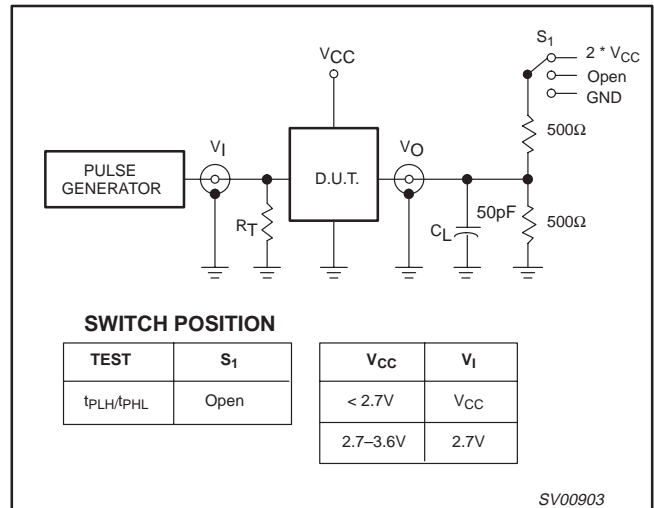 S1
2 * VCC
Open
GND
VCC
500Ω
VI
VO
PULSE
GENERATOR
D.U.T.
RT
50pF
CL
500Ω
SWITCH POSITION
TEST S1
tPLH/tPHL Open
VCC VI
< 2.7V VCC
2.7–3.6V 2.7V
SV00903